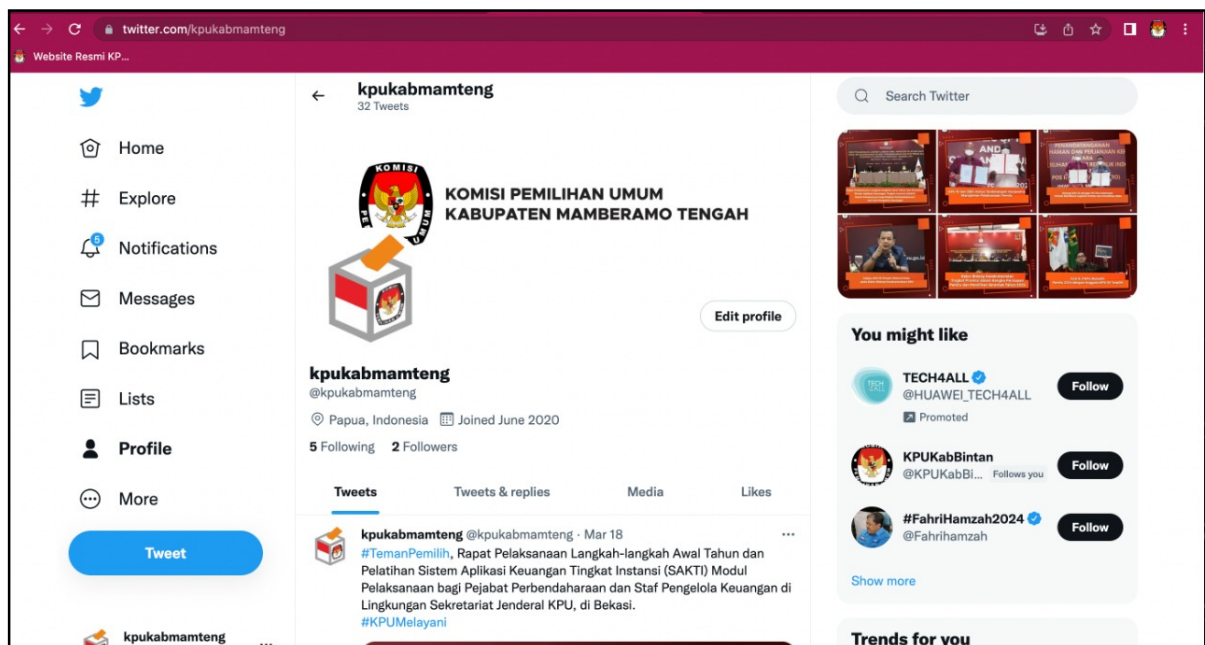 twitter.com/kpukabmamteng
Website Resmi KP...
Home
Explore
5
Notifications
Messages
Bookmarks
Lists
Profile
More
Tweet
kpukabmamteng
kpukabmamteng
32 Tweets
KOMISI
PEMILIHAN
UMUM
KOMISI PEMILIHAN UMUM
KABUPATEN MAMBERAMO TENGAH
Edit profile
kpukabmamteng
@kpukabmamteng
Papua, Indonesia Joined June 2020
5 Following 2 Followers
Tweets Tweets & replies Media Likes
kpukabmamteng @kpukabmamteng · Mar 18
#TemanPemilih, Rapat Pelaksanaan Langkah-langkah Awal Tahun dan
Pelatihan Sistem Aplikasi Keuangan Tingkat Instansi (SAKTI) Modul
Pelaksanaan bagi Pejabat Perbendaharaan dan Staf Pengelola Keuangan di
Lingkungan Sekretariat Jenderal KPU, di Bekasi.
#KPUMelayani
Search Twitter
You might like
TECH4ALL
@HUAWEI_TECH4ALL
Promoted
Follow
KPUKabBintan
@KPUKabBi... Follows you
Follow
#FahriHamzah2024
@Fahrihamzah
Follow
Show more
Trends for you